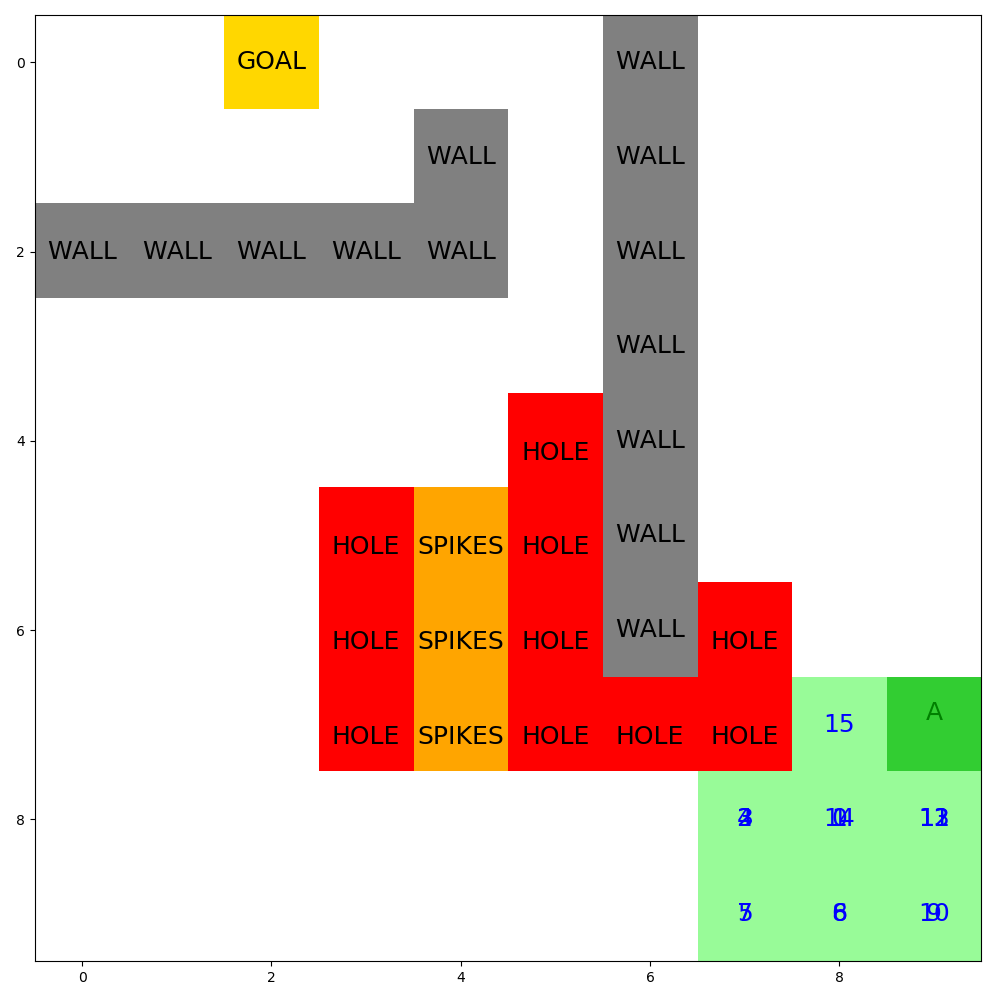 GOAL WALL
0
WALL WALL
WALL WALL WALL WALL WALL WALL
2
WALL
WALL
HOLE
4
WALL
HOLE SPIKES HOLE
WALL
HOLE SPIKES HOLE HOLE
6
A
15
HOLE SPIKES HOLE HOLE HOLE
8
0 2 4 6 8